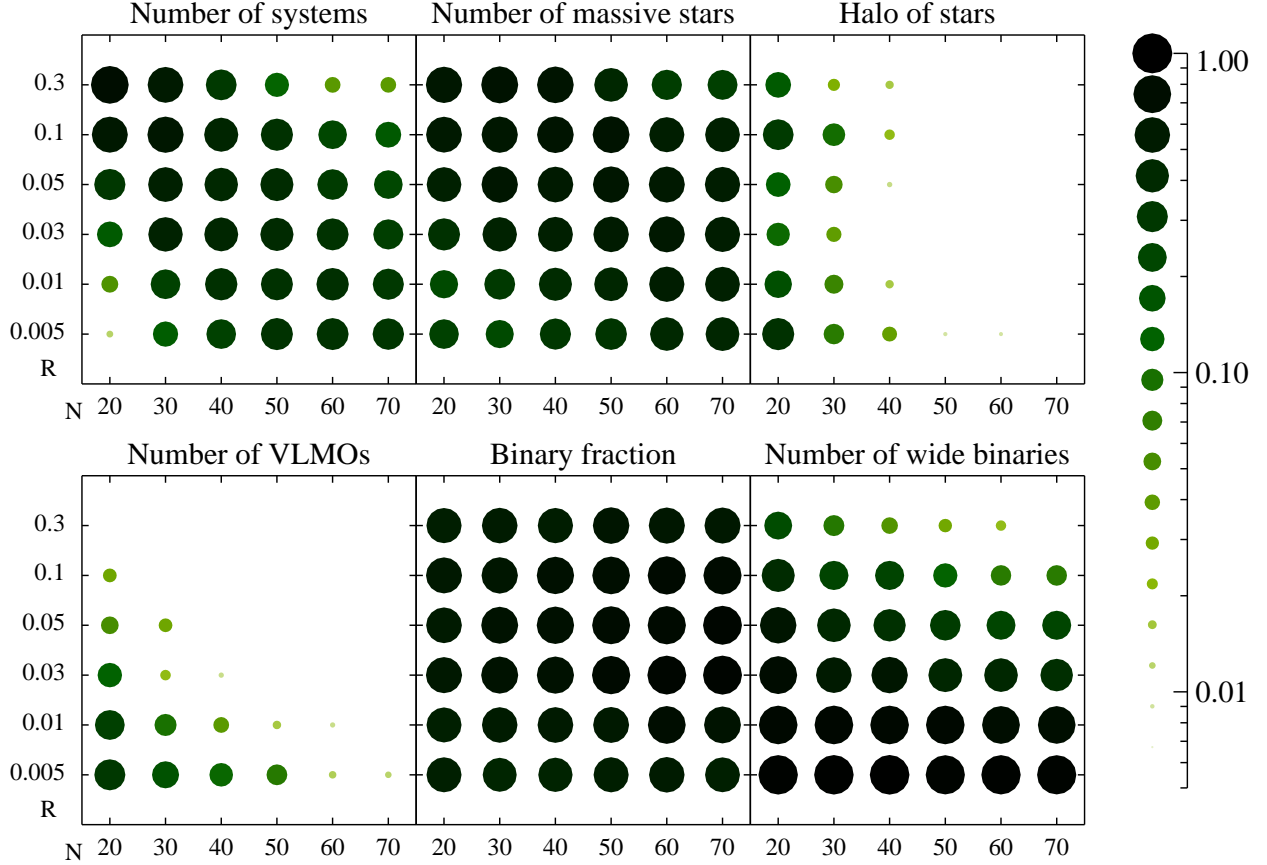 Number of systems Number of massive stars Halo of stars
0.3
0.1
0.05
0.03
0.01
0.005
R
N 20 30 40 50 60 70 20 30 40 50 60 70 20 30 40 50 60 70
Number of VLMOs Binary fraction Number of wide binaries
0.3
0.1
0.05
0.03
0.01
0.005
R
N 20 30 40 50 60 70 20 30 40 50 60 70 20 30 40 50 60 70
1.00
0.10
0.01